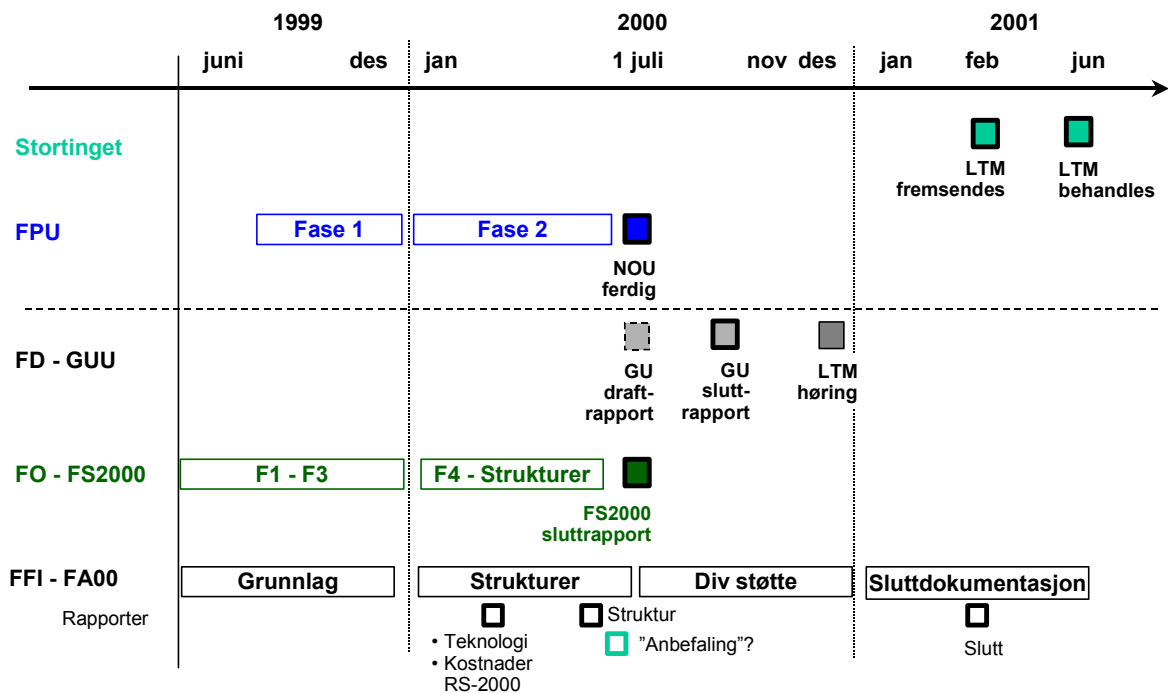 1999 2000 2001
juni des jan 1 juli nov des jan feb jun
Stortinget
LTM
fremsendes
LTM
behandles
FPU
Fase 1
Fase 2
NOU
ferdig
FD - GUU
GU
draft-
rapport
GU
slutt-
rapport
LTM
høring
FO - FS2000
F1 - F3
F4 - Strukturer
FS2000
sluttrapport
FFI - FA00
Grunnlag
Strukturer
Div støtte
Sluttdokumentasjon
Rapporter
• Teknologi
• Kostnader
RS-2000
Struktur
"Anbefaling"?
Slutt